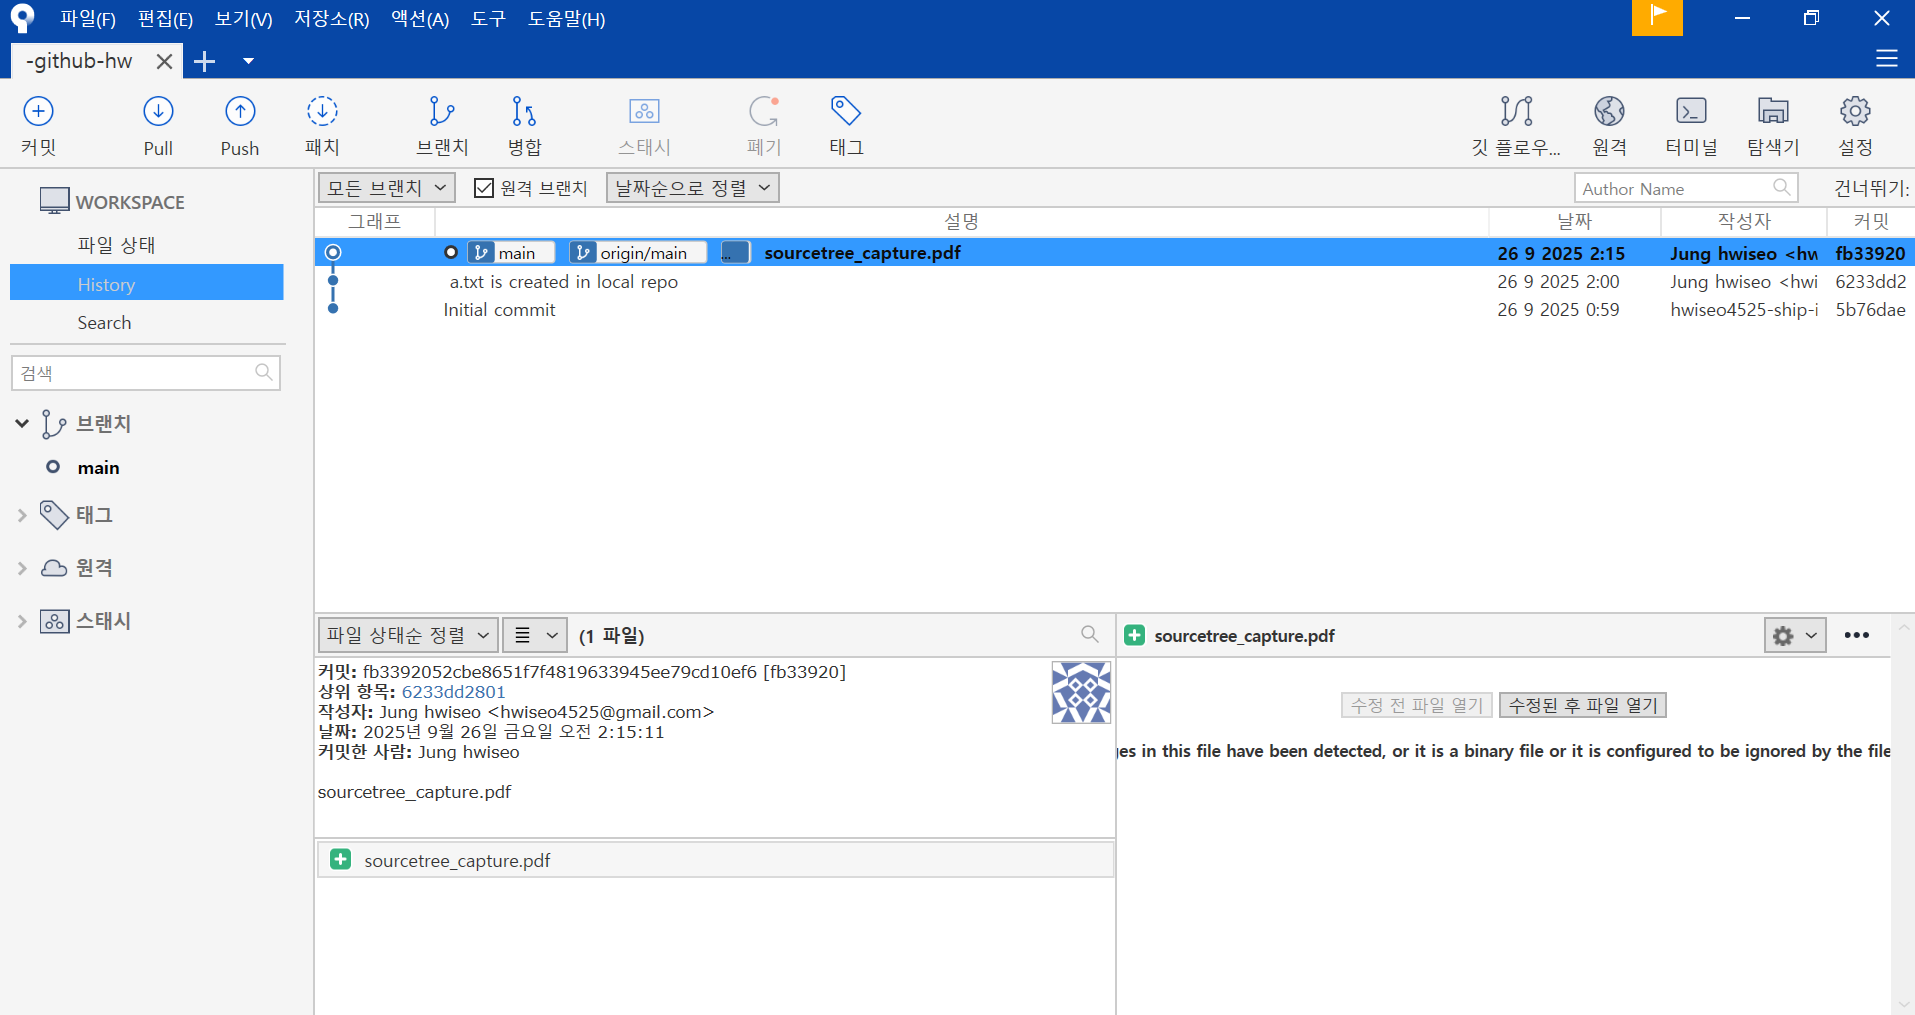 파일(F) 편집(E) 보기(V) 저장소(R) 액션(A) 도구 도움말(H)
-github-hw
커밋 Pull Push 패치 브랜치 병합 스태시 폐기 태그 깃 플로우... 원격 터미널 탐색기 설정
WORKSPACE
파일 상태
History
Search
검색
브랜치
main
태그
원격
스태시
모든 브랜치 원격 브랜치 날짜순으로 정렬 Author Name 건너뛰기:
그래프 설명 날짜 작성자 커밋
main origin/main ... sourcetree_capture.pdf 26 9 2025 2:15 Jung hwiseo <hw fb33920
a.txt is created in local repo 26 9 2025 2:00 Jung hwiseo <hwi 6233dd2
Initial commit 26 9 2025 0:59 hwiseo4525-ship-i 5b76dae
파일 상태순 정렬 (1 파일)
커밋: fb3392052cbe8651f7f4819633945ee79cd10ef6 [fb33920]
상위 항목: 6233dd2801
작성자: Jung hwiseo <hwiseo4525@gmail.com>
날짜: 2025년 9월 26일 금요일 오전 2:15:11
커밋한 사람: Jung hwiseo
sourcetree_capture.pdf
sourcetree_capture.pdf
sourcetree_capture.pdf
수정 전 파일 열기 수정된 후 파일 열기
es in this file have been detected, or it is a binary file or it is configured to be ignored by the file